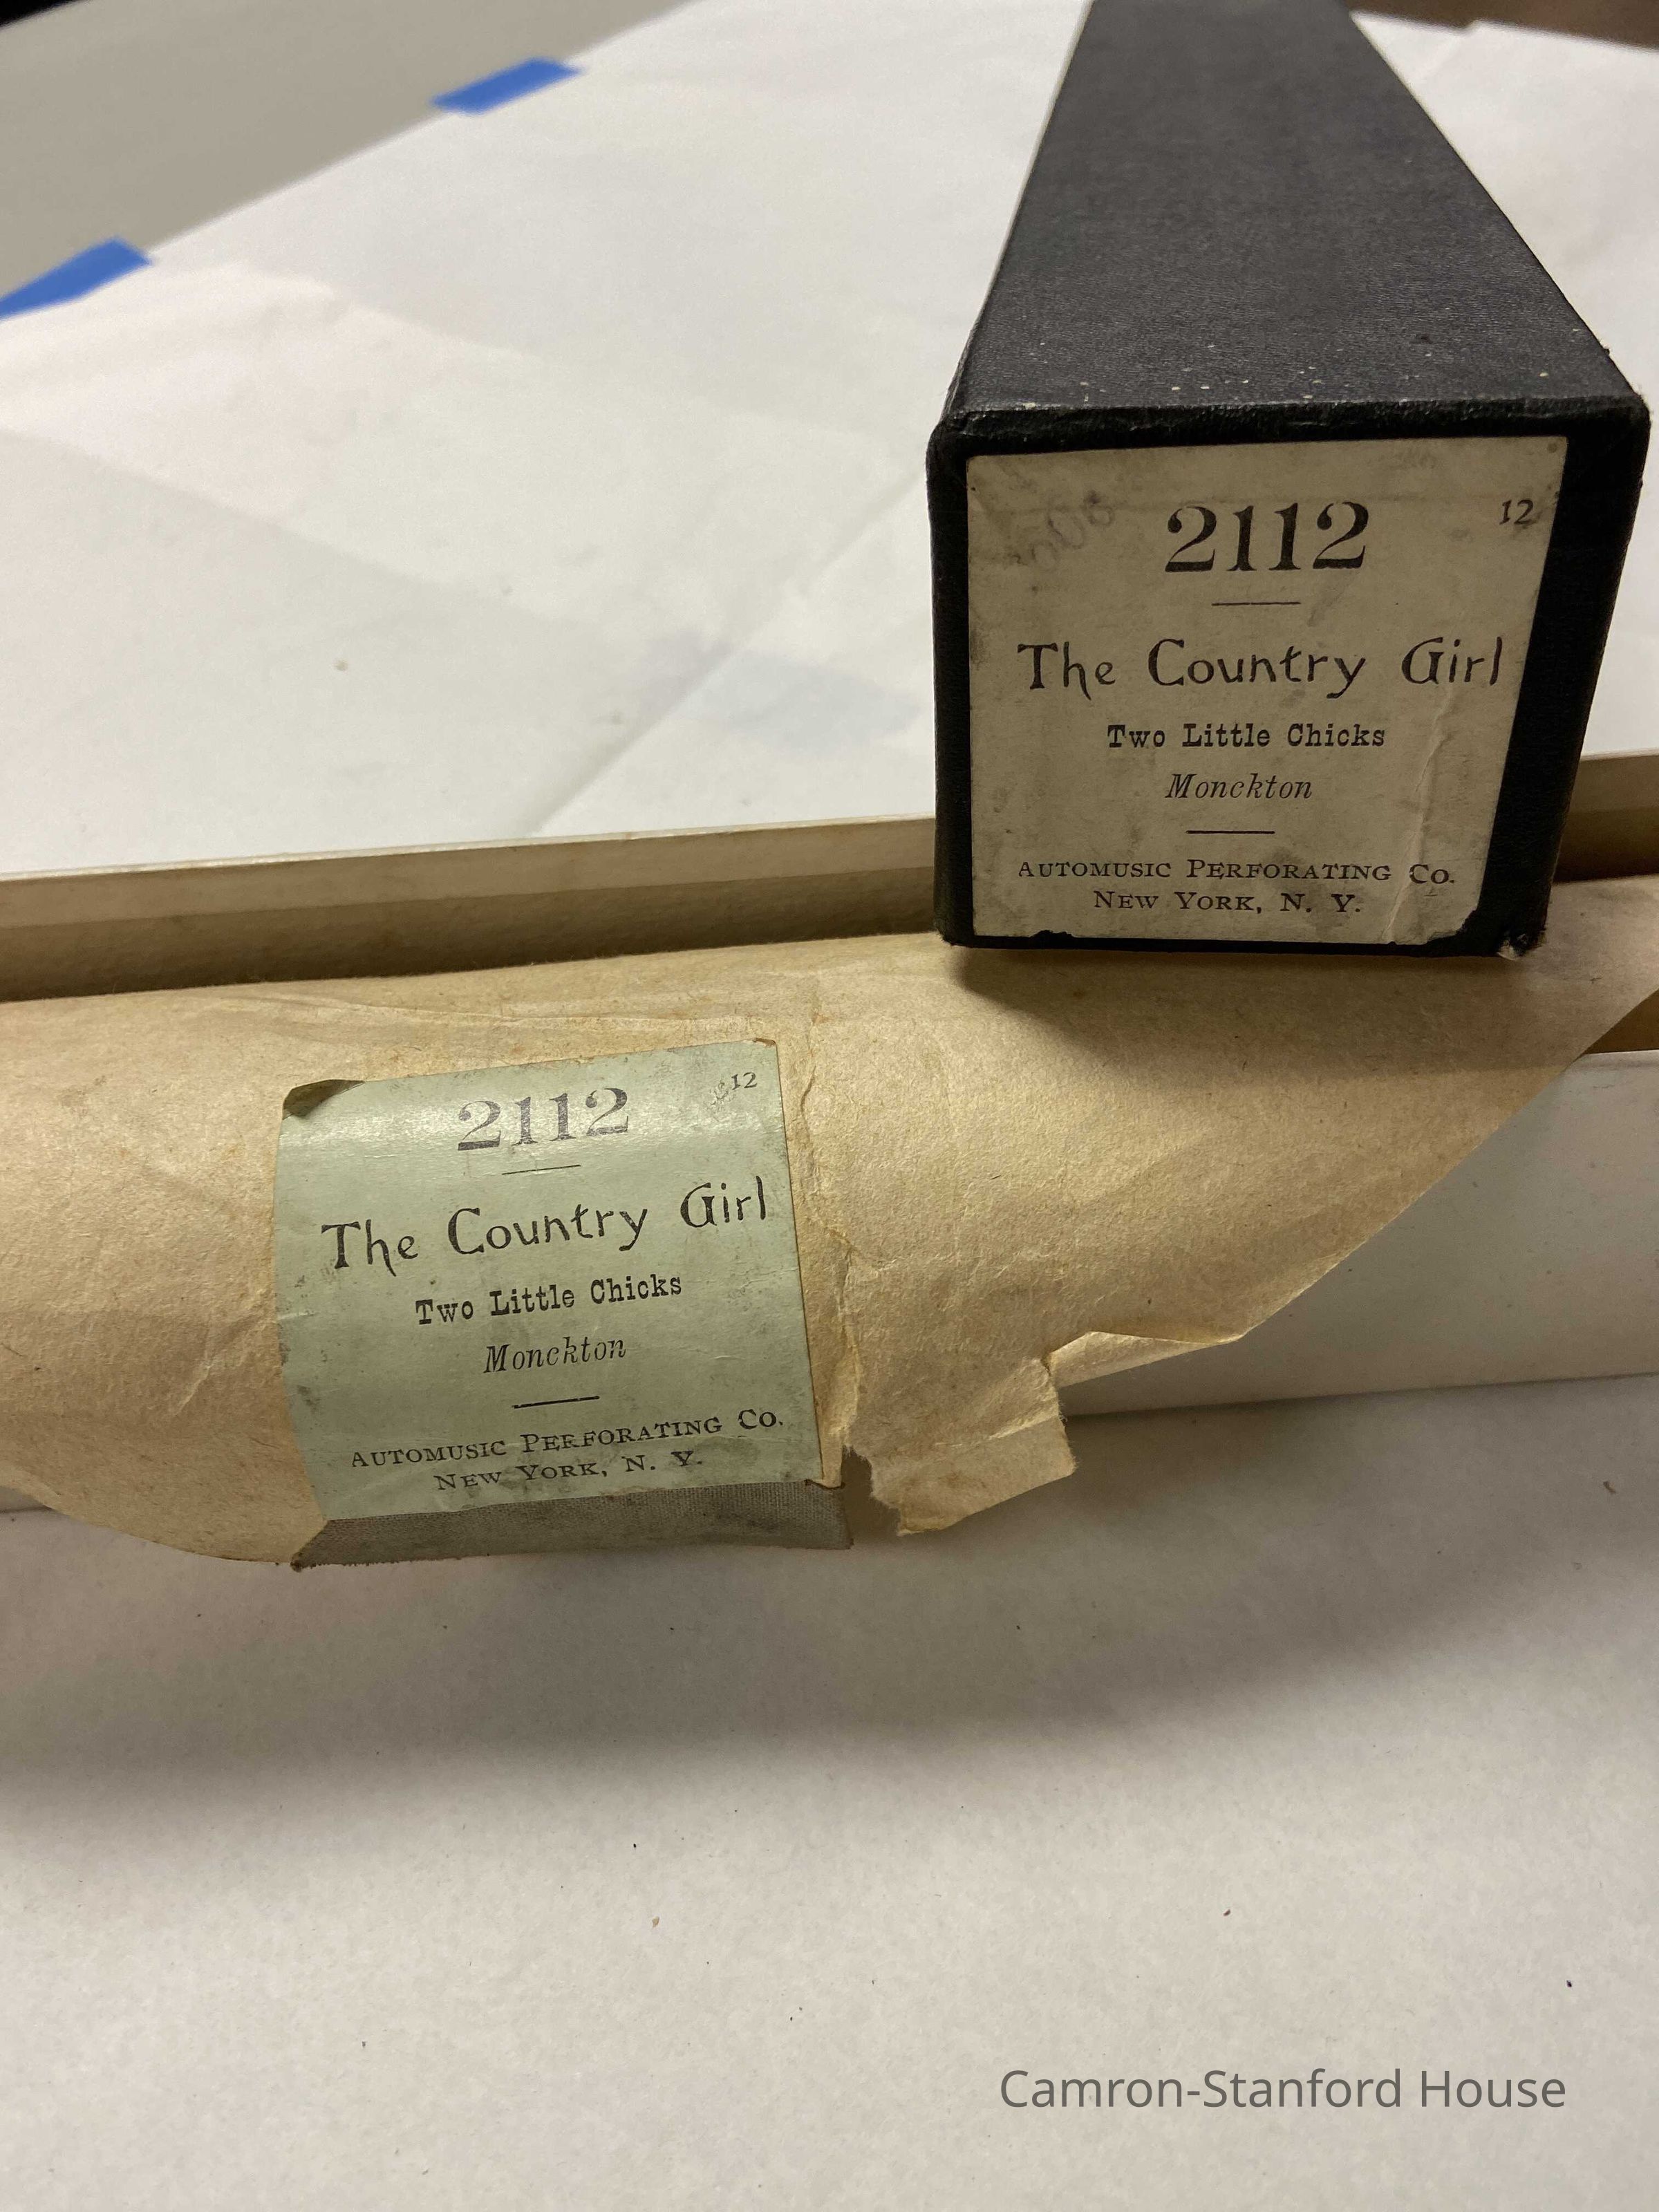 2112
12
The Country Girl
Two Little Chicks
Monckton
AUTOMUSIC PERFORATING CO.
NEW YORK, N. Y.
2112
12
The Country Girl
Two Little Chicks
Monckton
AUTOMUSIC PERFORATING CO.
NEW YORK, N. Y.
Camron-Stanford House